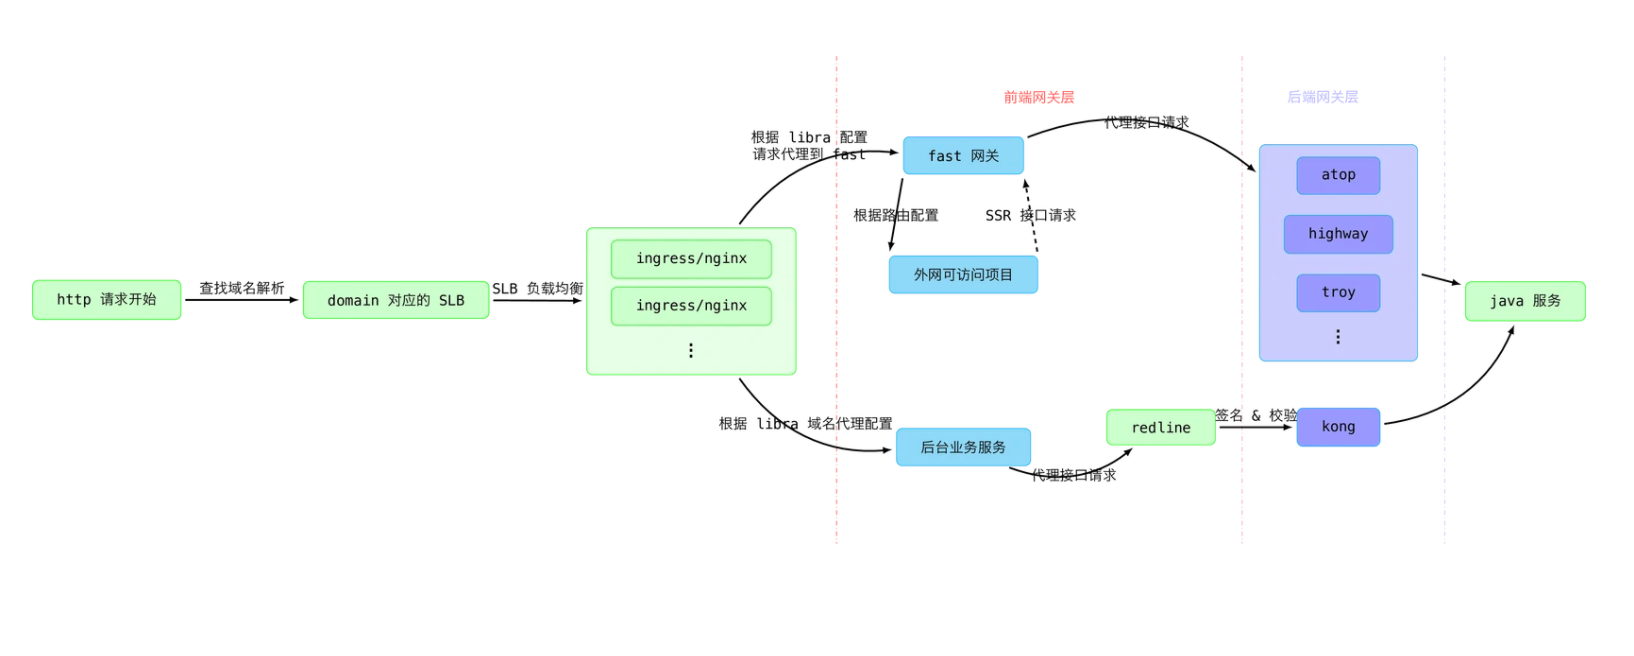 前端网关层
后端网关层
根据 libra 配置
请求代理到 fast
fast 网关
代理接口请求
atop
highway
troy
⋮
根据路由配置
SSR 接口请求
外网可访问项目
http 请求开始
查找域名解析
domain 对应的 SLB
SLB 负载均衡
ingress/nginx
ingress/nginx
⋮
java 服务
根据 libra 域名代理配置
后台业务服务
代理接口请求
redline
签名 & 校验
kong